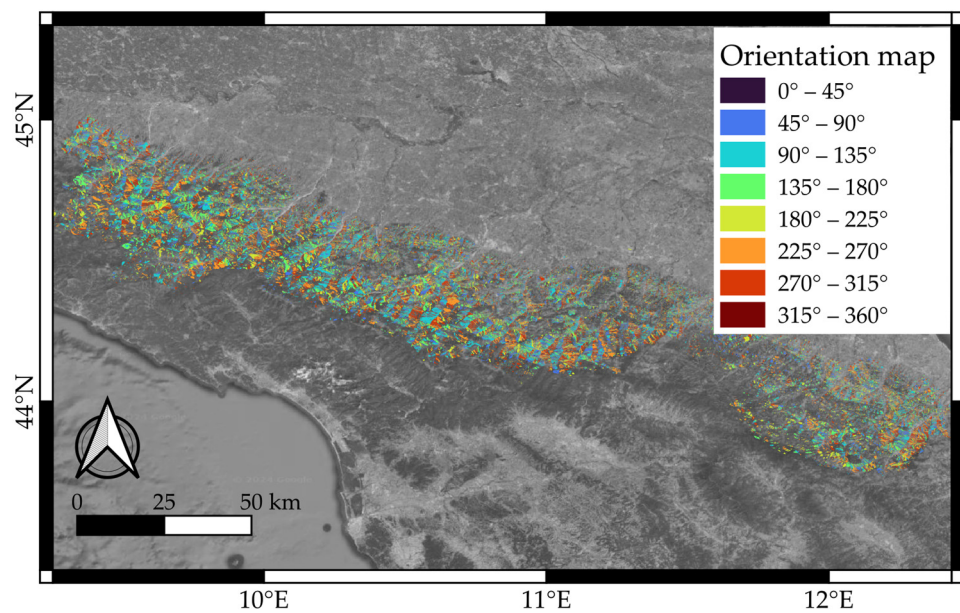 Orientation map
0° – 45°
45° – 90°
90° – 135°
135° – 180°
180° – 225°
225° – 270°
270° – 315°
315° – 360°
45°N
44°N
0 25 50 km
10°E 11°E 12°E